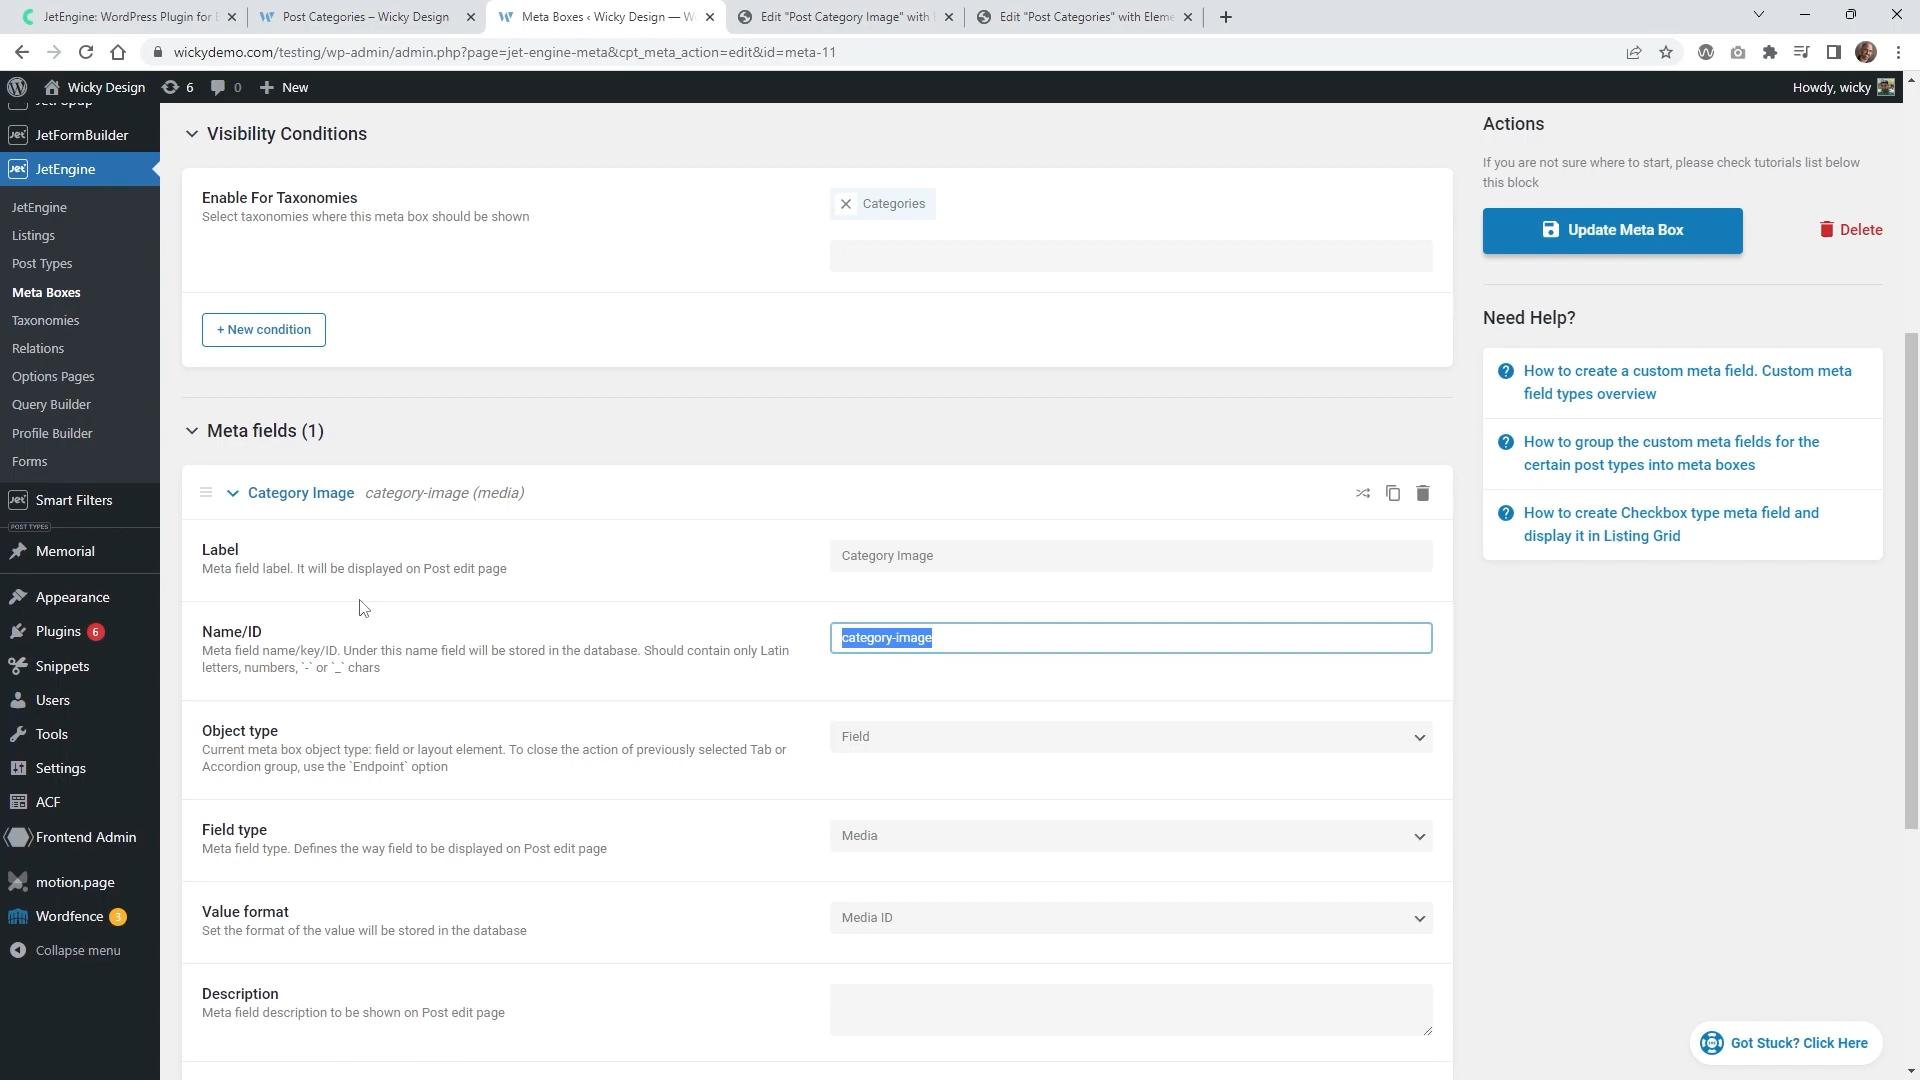 JetEngine: WordPress Plugin for E
Post Categories – Wicky Design
Meta Boxes ‹ Wicky Design — W
Edit "Post Category Image" with
Edit "Post Categories" with Eleme
wickydemo.com/testing/wp-admin/admin.php?page=jet-engine-meta&cpt_meta_action=edit&id=meta-11
Wicky Design
6
0
New
Howdy, wicky
JetPopup
JetFormBuilder
JetEngine
JetEngine
Listings
Post Types
Meta Boxes
Taxonomies
Relations
Options Pages
Query Builder
Profile Builder
Forms
Smart Filters
POST TYPES
Memorial
Appearance
Plugins 6
Snippets
Users
Tools
Settings
ACF
Frontend Admin
motion.page
Wordfence 3
Collapse menu
Visibility Conditions
Enable For Taxonomies
Select taxonomies where this meta box should be shown
Categories
+ New condition
Meta fields (1)
Category Image category-image (media)
Label
Meta field label. It will be displayed on Post edit page
Category Image
Name/ID
Meta field name/key/ID. Under this name field will be stored in the database. Should contain only Latin
letters, numbers, `-` or `_` chars
category-image
Object type
Current meta box object type: field or layout element. To close the action of previously selected Tab or
Accordion group, use the `Endpoint` option
Field
Field type
Meta field type. Defines the way field to be displayed on Post edit page
Media
Value format
Set the format of the value will be stored in the database
Media ID
Description
Meta field description to be shown on Post edit page
Actions
If you are not sure where to start, please check tutorials list below
this block
Update Meta Box
Delete
Need Help?
How to create a custom meta field. Custom meta
field types overview
How to group the custom meta fields for the
certain post types into meta boxes
How to create Checkbox type meta field and
display it in Listing Grid
Got Stuck? Click Here